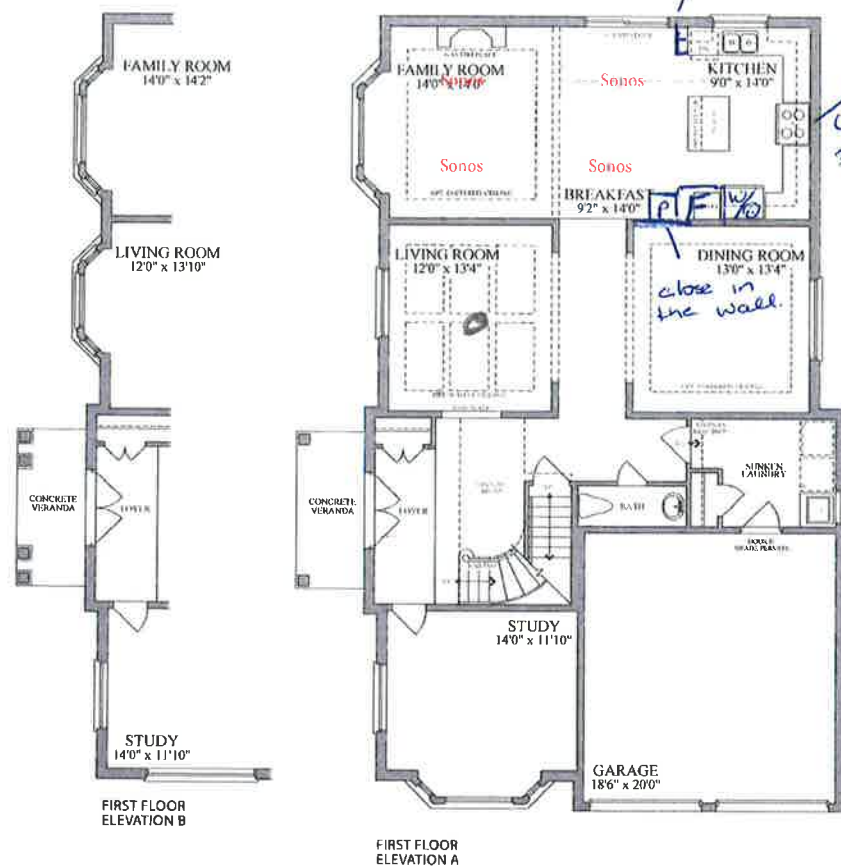 FAMILY ROOM
14'0" x 14'2"
LIVING ROOM
12'0" x 13'10"
CONCRETE
VERANDA
FOYER
STUDY
14'0" x 11'10"
FIRST FLOOR
ELEVATION B
FAMILY ROOM
14'0" x 14'0"
Sonos
Sonos
KITCHEN
9'0" x 14'0"
Sonos
Sonos
BREAKFAST
9'2" x 14'0"
P
F
W/O
LIVING ROOM
12'0" x 13'4"
DINING ROOM
13'0" x 13'4"
close in
the wall.
SUNKEN
LAUNDRY
CONCRETE
VERANDA
FOYER
BATH
STUDY
14'0" x 11'10"
GARAGE
18'6" x 20'0"
FIRST FLOOR
ELEVATION A